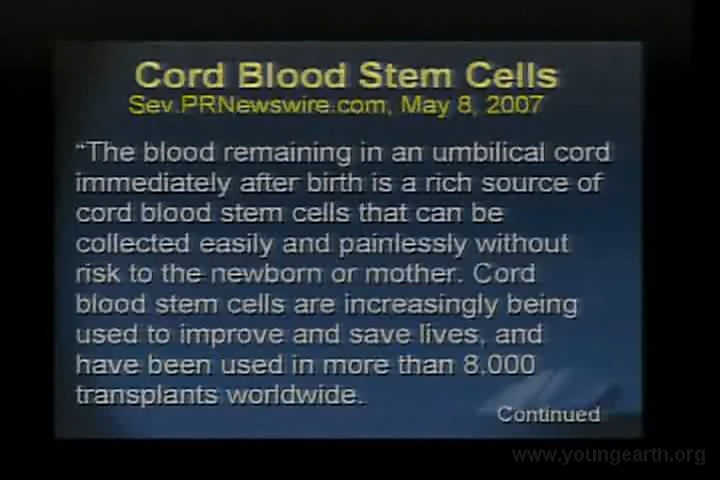 Cord Blood Stem Cells
Sev.PRNewswire.com, May 8, 2007
“The blood remaining in an umbilical cord
immediately after birth is a rich source of
cord blood stem cells that can be
collected easily and painlessly without
risk to the newborn or mother. Cord
blood stem cells are increasingly being
used to improve and save lives, and
have been used in more than 8.000
transplants worldwide.
Continued
www.youngearth.org